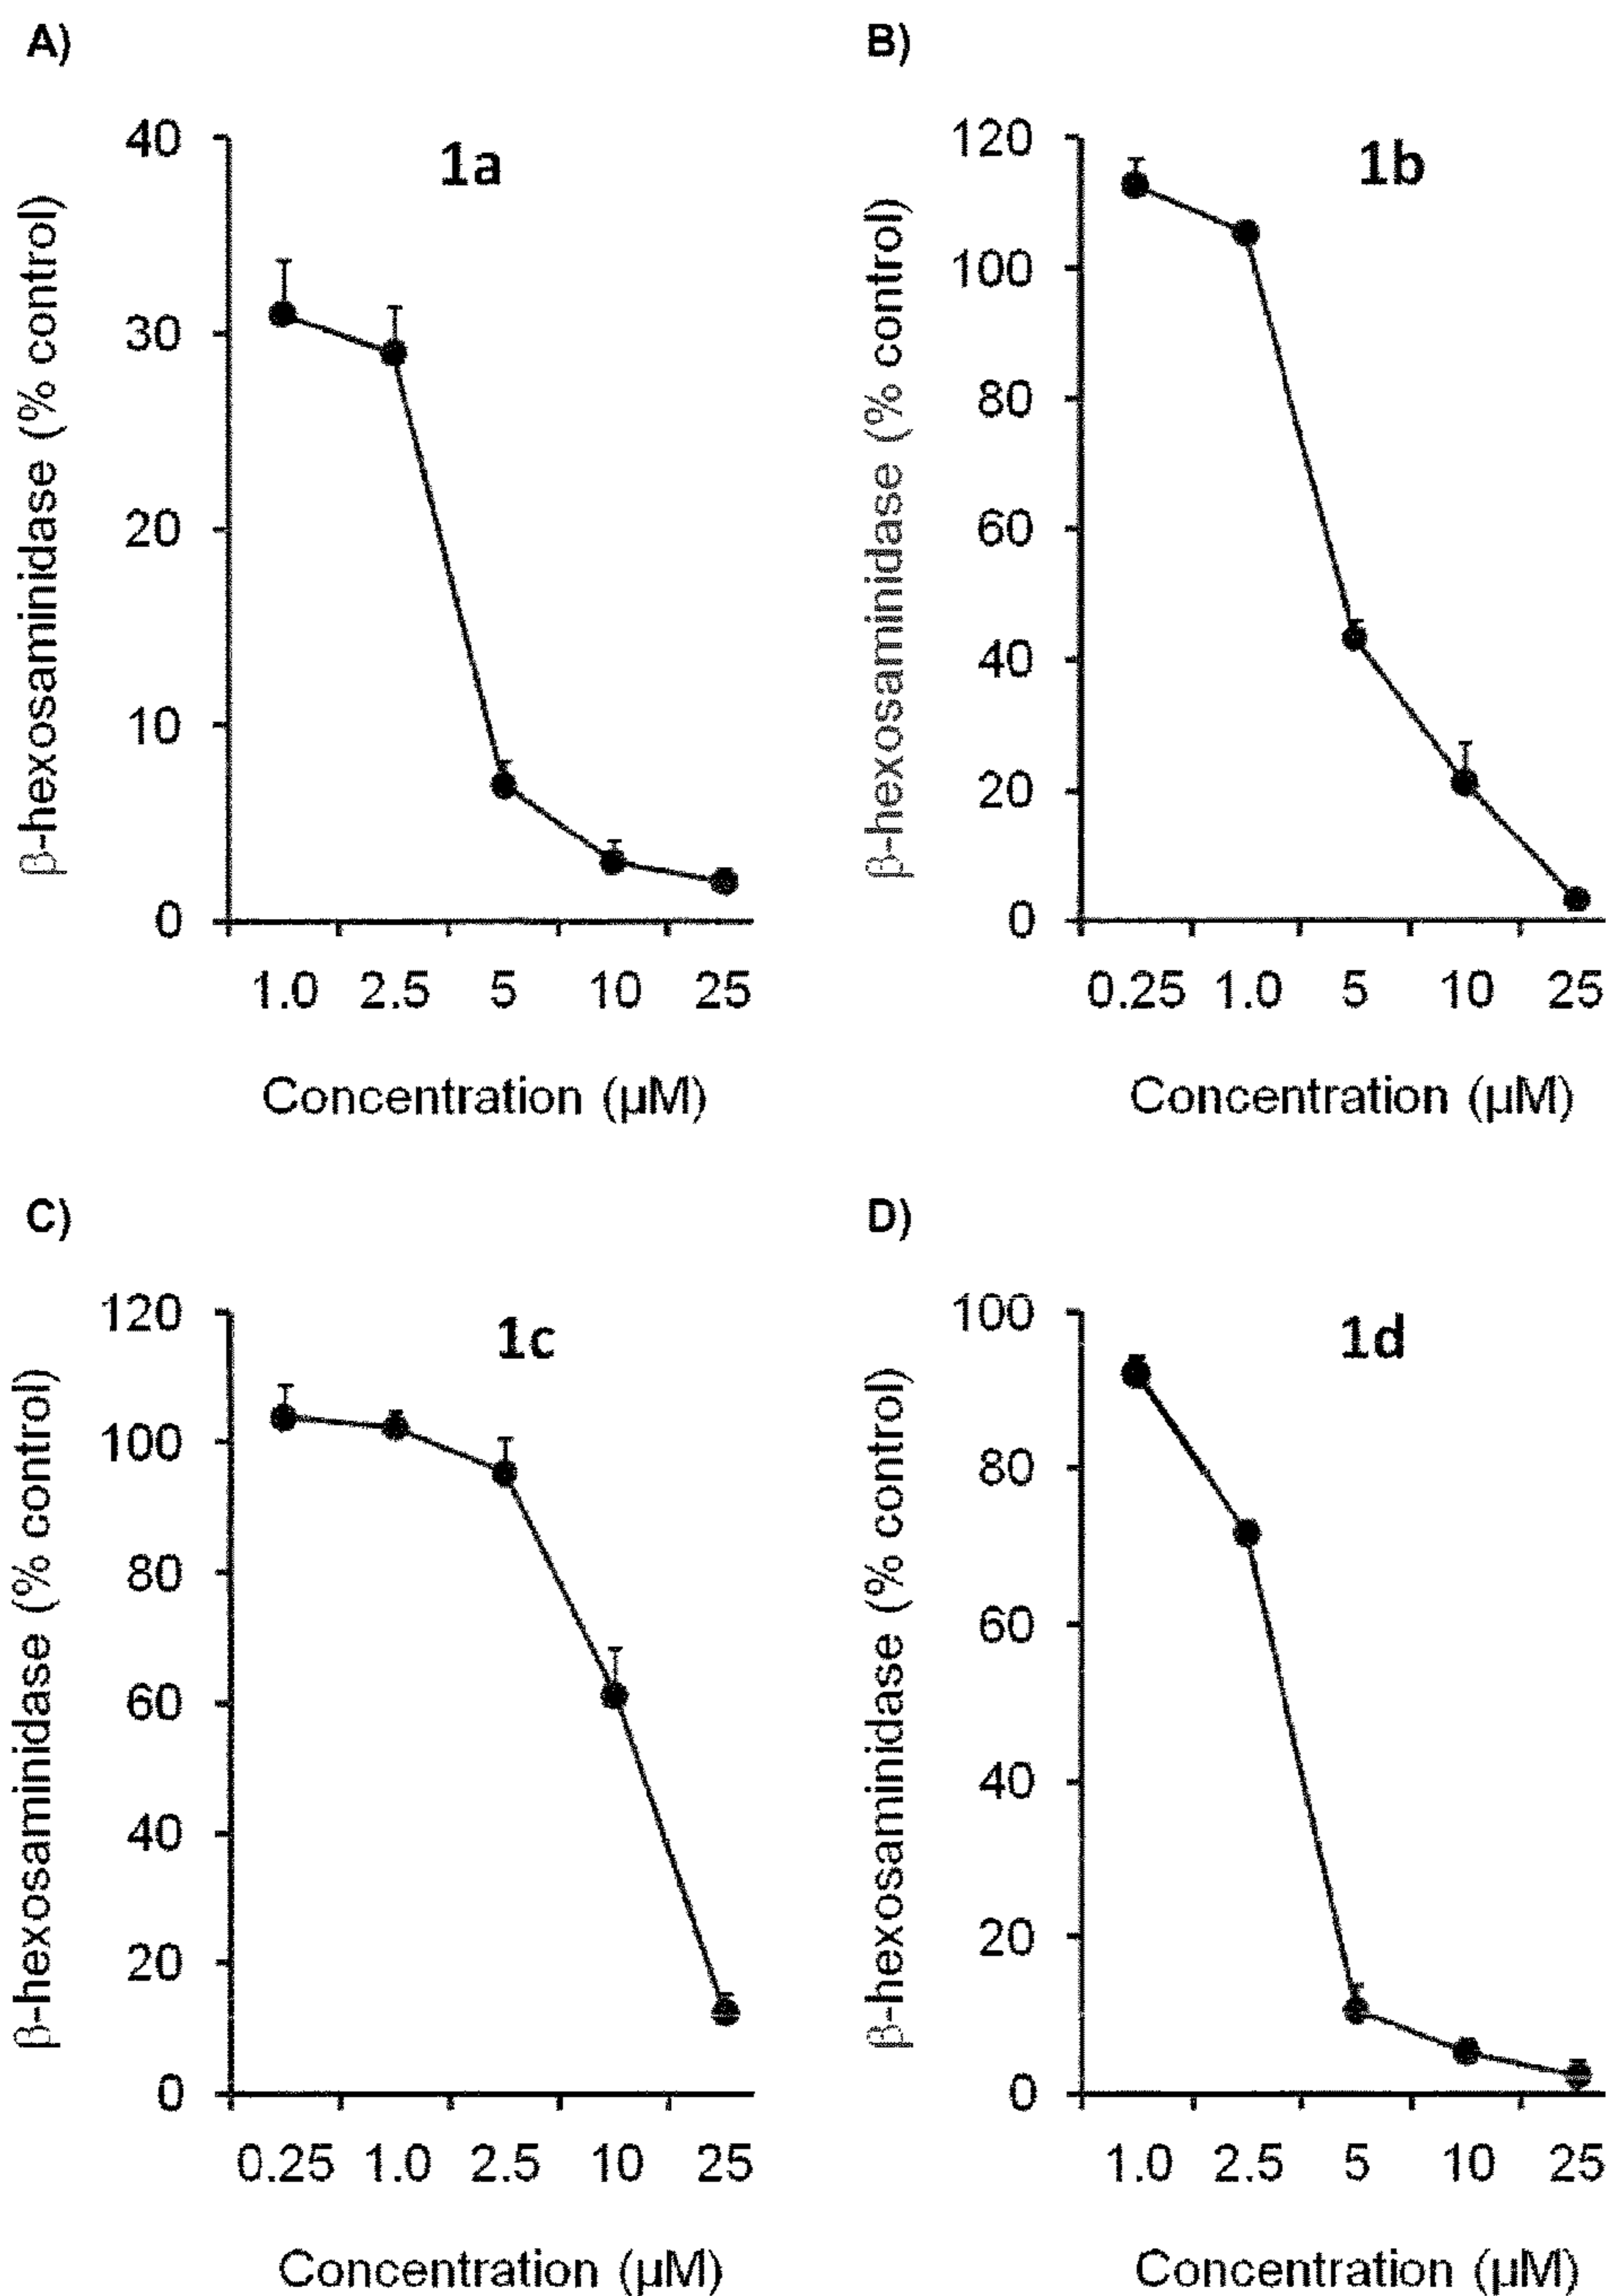 A)
1a
β-hexosaminidase (% control)
40
30
20
10
0
1.0 2.5 5 10 25
Concentration (µM)
B)
1b
β-hexosaminidase (% control)
120
100
80
60
40
20
0
0.25 1.0 5 10 25
Concentration (µM)
C)
1c
β-hexosaminidase (% control)
120
100
80
60
40
20
0
0.25 1.0 2.5 10 25
Concentration (µM)
D)
1d
β-hexosaminidase (% control)
100
80
60
40
20
0
1.0 2.5 5 10 25
Concentration (µM)